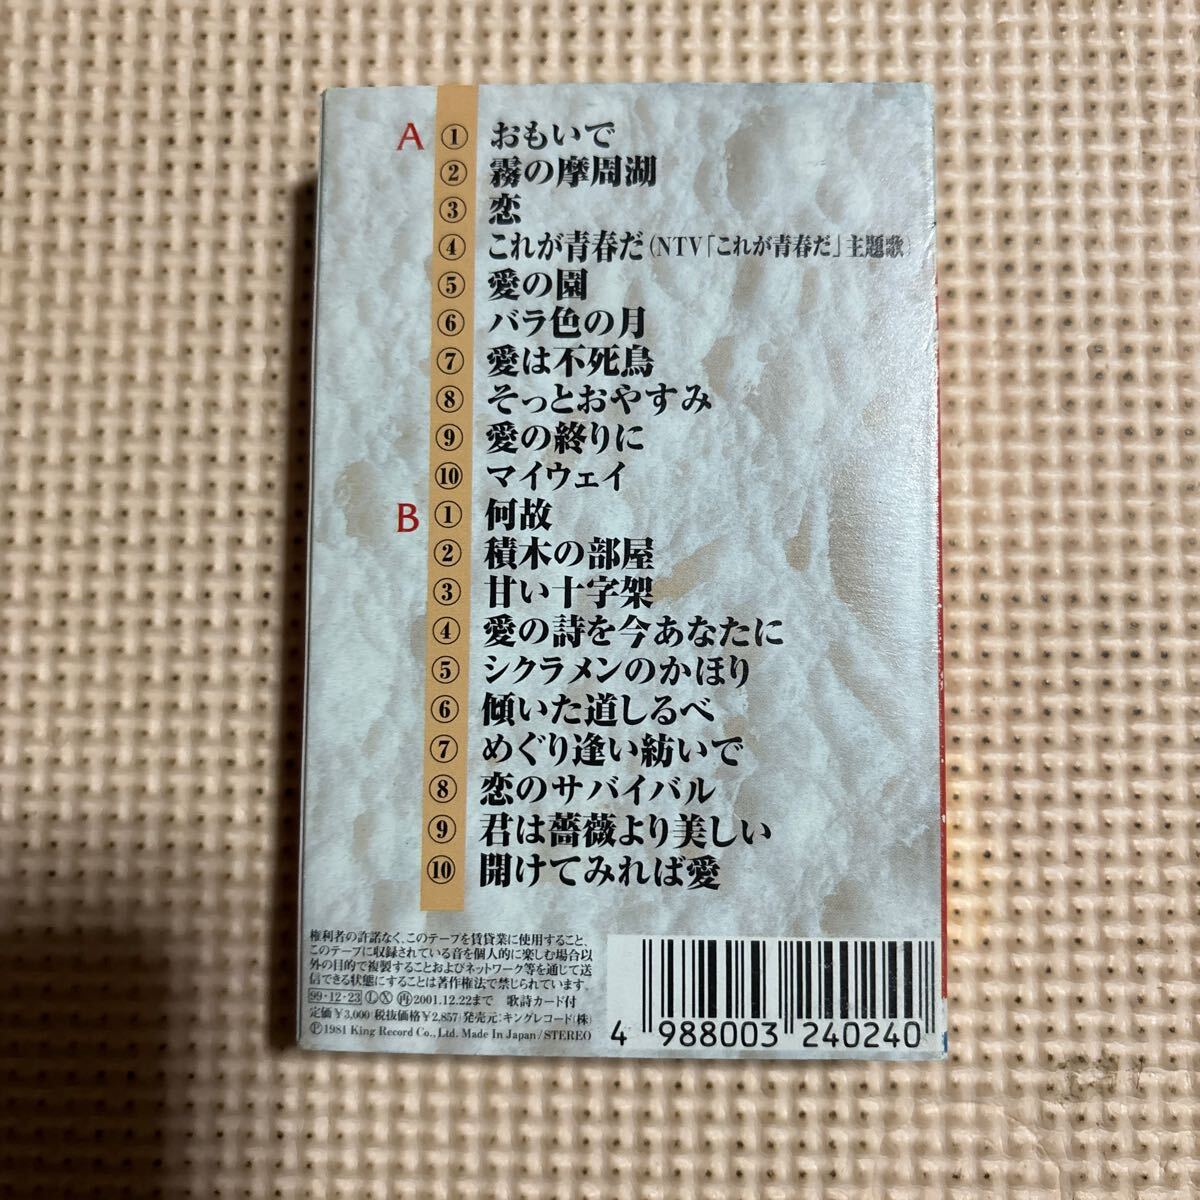 A ① おもいで
② 霧の摩周湖
③ 恋
④ これが青春だ(NTV「これが青春だ」主題歌)
⑤ 愛の園
⑥ バラ色の月
⑦ 愛は不死鳥
⑧ そっとおやすみ
⑨ 愛の終りに
⑩ マイウェイ
B ① 何故
② 積木の部屋
③ 甘い十字架
④ 愛の詩を今あなたに
⑤ シクラメンのかほり
⑥ 傾いた道しるべ
⑦ めぐり逢い紡いで
⑧ 恋のサバイバル
⑨ 君は薔薇より美しい
⑩ 開けてみれば愛
権利者の許諾なく、このテープを賃貸業に使用すること、
このテープに収録されている音を個人的に楽しむ場合以
外の目的で複製することおよびネットワーク等を通じて送
信できる状態にすることは著作権法で禁じられています。
99・12・23 Ⓛ Ⓧ ㊣2001.12.22まで 歌詩カード付
定価¥3,000(税抜価格¥2,857)発売元:キングレコード(株)
Ⓟ1981 King Record Co., Ltd. Made In Japan/STEREO
4 988003 240240